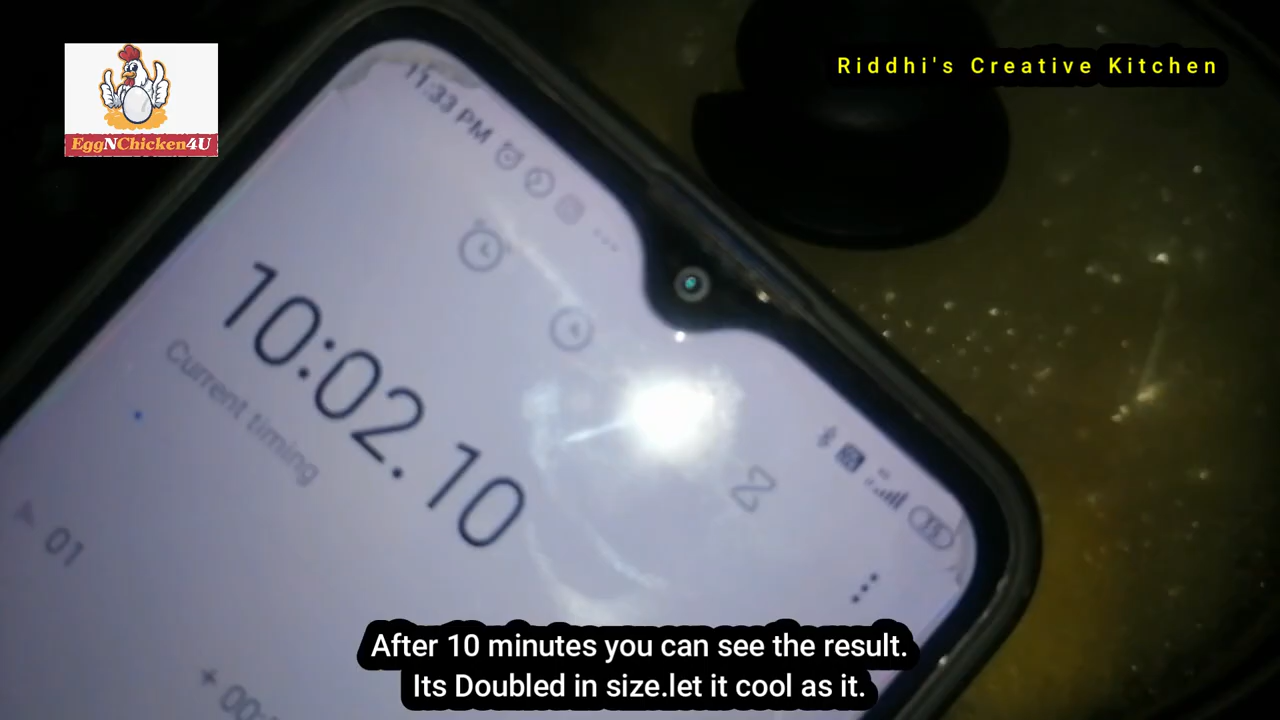 EggNChicken4U
Riddhi's Creative Kitchen
11:33 PM
10:02.10
Current timing
01
+ 00:
After 10 minutes you can see the result.
Its Doubled in size.let it cool as it.